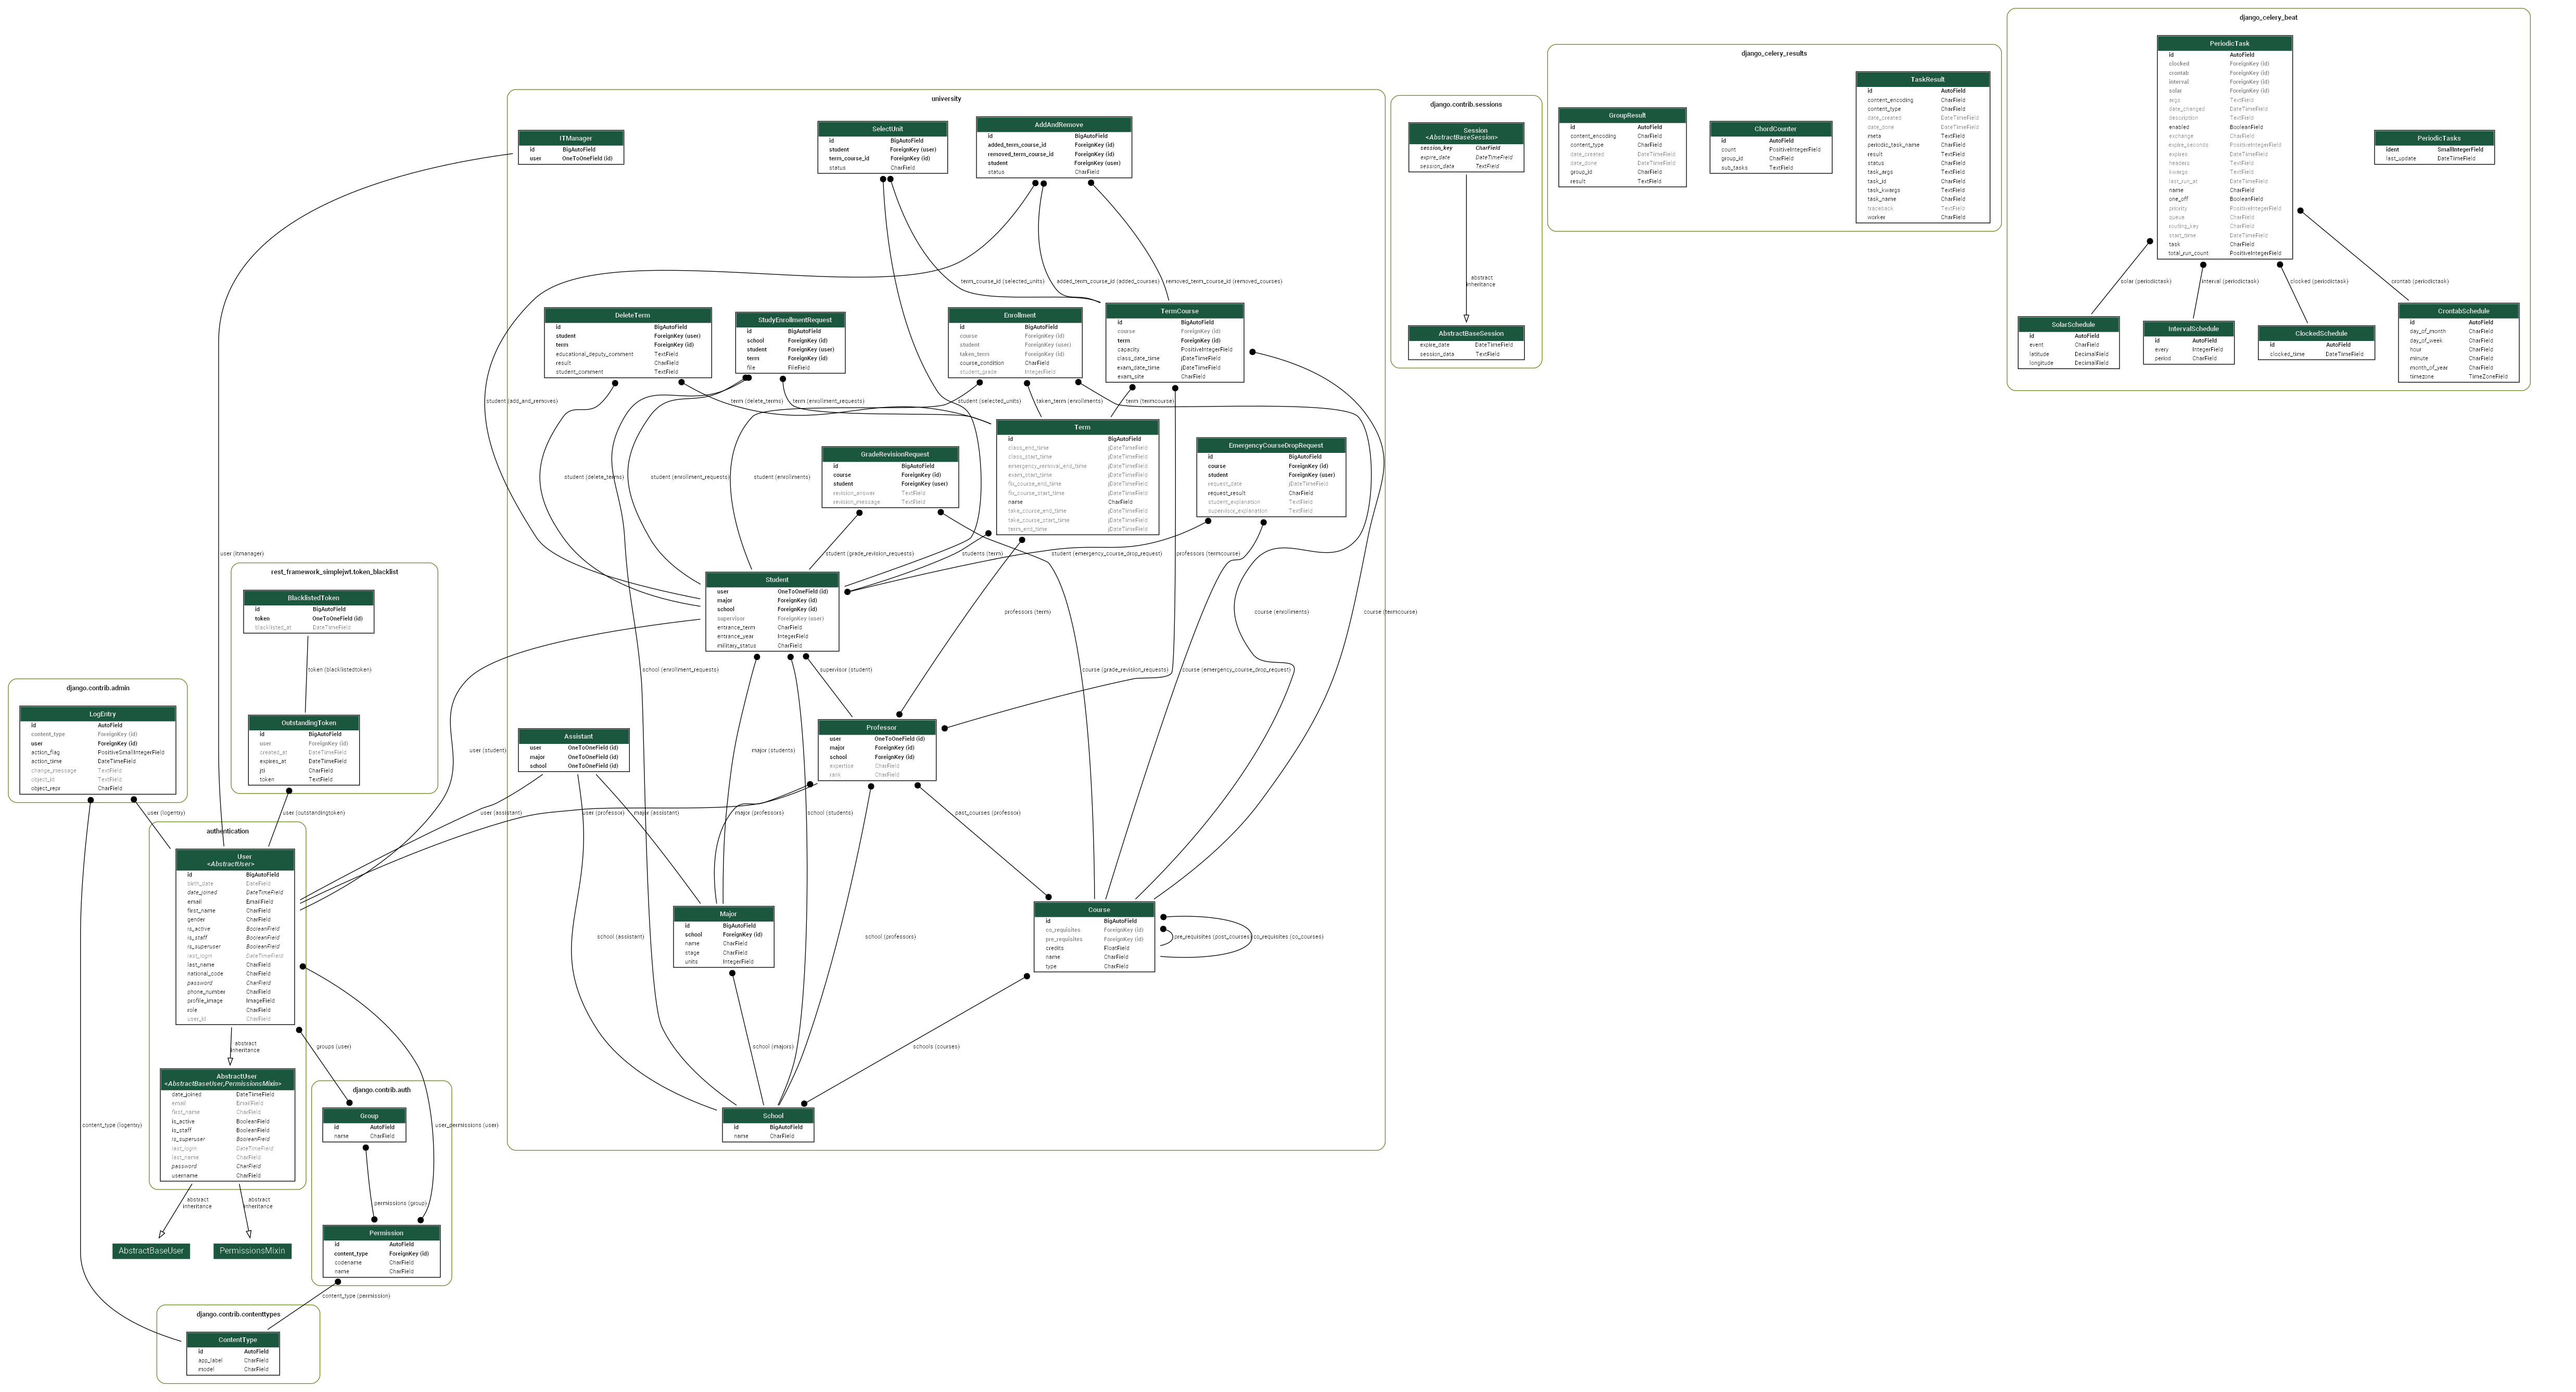 django_celery_beat
PeriodicTask
id AutoField
clocked ForeignKey (id)
crontab ForeignKey (id)
interval ForeignKey (id)
solar ForeignKey (id)
args TextField
date_changed DateTimeField
description TextField
enabled BooleanField
exchange CharField
expire_seconds PositiveIntegerField
expires DateTimeField
headers TextField
kwargs TextField
last_run_at DateTimeField
name CharField
one_off BooleanField
priority PositiveIntegerField
queue CharField
routing_key CharField
start_time DateTimeField
task CharField
total_run_count PositiveIntegerField
PeriodicTasks
ident SmallIntegerField
last_update DateTimeField
solar (periodictask)
interval (periodictask)
clocked (periodictask)
crontab (periodictask)
SolarSchedule
id AutoField
event CharField
latitude DecimalField
longitude DecimalField
IntervalSchedule
id AutoField
every IntegerField
period CharField
ClockedSchedule
id AutoField
clocked_time DateTimeField
CrontabSchedule
id AutoField
day_of_month CharField
day_of_week CharField
hour CharField
minute CharField
month_of_year CharField
timezone TimeZoneField
django_celery_results
GroupResult
id AutoField
content_encoding CharField
content_type CharField
date_created DateTimeField
date_done DateTimeField
group_id CharField
result TextField
ChordCounter
id AutoField
count PositiveIntegerField
group_id CharField
sub_tasks TextField
TaskResult
id AutoField
content_encoding CharField
content_type CharField
date_created DateTimeField
date_done DateTimeField
meta TextField
periodic_task_name CharField
result TextField
status CharField
task_args TextField
task_id CharField
task_kwargs TextField
task_name CharField
traceback TextField
worker CharField
django.contrib.sessions
Session
<AbstractBaseSession>
session_key CharField
expire_date DateTimeField
session_data TextField
abstract
inheritance
AbstractBaseSession
expire_date DateTimeField
session_data TextField
university
ITManager
id BigAutoField
user OneToOneField (id)
SelectUnit
id BigAutoField
student ForeignKey (user)
term_course_id ForeignKey (id)
status CharField
AddAndRemove
id BigAutoField
added_term_course_id ForeignKey (id)
removed_term_course_id ForeignKey (id)
student ForeignKey (user)
status CharField
term_course_id (selected_units)
added_term_course_id (added_courses)
removed_term_course_id (removed_courses)
DeleteTerm
id BigAutoField
student ForeignKey (user)
term ForeignKey (id)
educational_deputy_comment TextField
result CharField
student_comment TextField
StudyEnrollmentRequest
id BigAutoField
school ForeignKey (id)
student ForeignKey (user)
term ForeignKey (id)
file FileField
Enrollment
id BigAutoField
course ForeignKey (id)
student ForeignKey (user)
taken_term ForeignKey (id)
course_condition CharField
student_grade IntegerField
TermCourse
id BigAutoField
course ForeignKey (id)
term ForeignKey (id)
capacity PositiveIntegerField
class_date_time jDateTimeField
exam_date_time jDateTimeField
exam_site CharField
student (add_and_removes)
term (delete_terms)
term (enrollment_requests)
student (selected_units)
taken_term (enrollments)
term (termcourse)
GradeRevisionRequest
id BigAutoField
course ForeignKey (id)
student ForeignKey (user)
revision_answer TextField
revision_message TextField
Term
id BigAutoField
class_end_time jDateTimeField
class_start_time jDateTimeField
emergency_removal_end_time jDateTimeField
exam_start_time jDateTimeField
fix_course_end_time jDateTimeField
fix_course_start_time jDateTimeField
name CharField
take_course_end_time jDateTimeField
take_course_start_time jDateTimeField
term_end_time jDateTimeField
EmergencyCourseDropRequest
id BigAutoField
course ForeignKey (id)
student ForeignKey (user)
request_date jDateTimeField
request_result CharField
student_explanation TextField
supervisor_explanation TextField
student (delete_terms)
student (enrollment_requests)
student (enrollments)
user (itmanager)
student (grade_revision_requests)
students (term)
student (emergency_course_drop_request)
professors (termcourse)
Student
user OneToOneField (id)
major ForeignKey (id)
school ForeignKey (id)
supervisor ForeignKey (user)
entrance_term CharField
entrance_year IntegerField
military_status CharField
professors (term)
course (enrollments)
course (termcourse)
school (enrollment_requests)
supervisor (student)
course (grade_revision_requests)
course (emergency_course_drop_request)
Assistant
user OneToOneField (id)
major OneToOneField (id)
school OneToOneField (id)
Professor
user OneToOneField (id)
major ForeignKey (id)
school ForeignKey (id)
expertise CharField
rank CharField
user (student)
major (students)
user (assistant)
user (professor)
major (assistant)
major (professors)
school (students)
past_courses (professor)
Major
id BigAutoField
school ForeignKey (id)
name CharField
stage CharField
units IntegerField
Course
id BigAutoField
co_requisites ForeignKey (id)
pre_requisites ForeignKey (id)
credits FloatField
name CharField
type CharField
school (assistant)
school (professors)
pre_requisites (post_courses)
co_requisites (co_courses)
school (majors)
schools (courses)
School
id BigAutoField
name CharField
rest_framework_simplejwt.token_blacklist
BlacklistedToken
id BigAutoField
token OneToOneField (id)
blacklisted_at DateTimeField
token (blacklistedtoken)
OutstandingToken
id BigAutoField
user ForeignKey (id)
created_at DateTimeField
expires_at DateTimeField
jti CharField
token TextField
django.contrib.admin
LogEntry
id AutoField
content_type ForeignKey (id)
user ForeignKey (id)
action_flag PositiveSmallIntegerField
action_time DateTimeField
change_message TextField
object_id TextField
object_repr CharField
user (logentry)
user (outstandingtoken)
authentication
User
<AbstractUser>
id BigAutoField
birth_date DateField
date_joined DateTimeField
email EmailField
first_name CharField
gender CharField
is_active BooleanField
is_staff BooleanField
is_superuser BooleanField
last_login DateTimeField
last_name CharField
national_code CharField
password CharField
phone_number CharField
profile_image ImageField
role CharField
user_id CharField
abstract
inheritance
groups (user)
AbstractUser
<AbstractBaseUser,PermissionsMixin>
date_joined DateTimeField
email EmailField
first_name CharField
is_active BooleanField
is_staff BooleanField
is_superuser BooleanField
last_login DateTimeField
last_name CharField
password CharField
username CharField
content_type (logentry)
user_permissions (user)
django.contrib.auth
Group
id AutoField
name CharField
abstract
inheritance
abstract
inheritance
permissions (group)
AbstractBaseUser
PermissionsMixin
Permission
id AutoField
content_type ForeignKey (id)
codename CharField
name CharField
content_type (permission)
django.contrib.contenttypes
ContentType
id AutoField
app_label CharField
model CharField